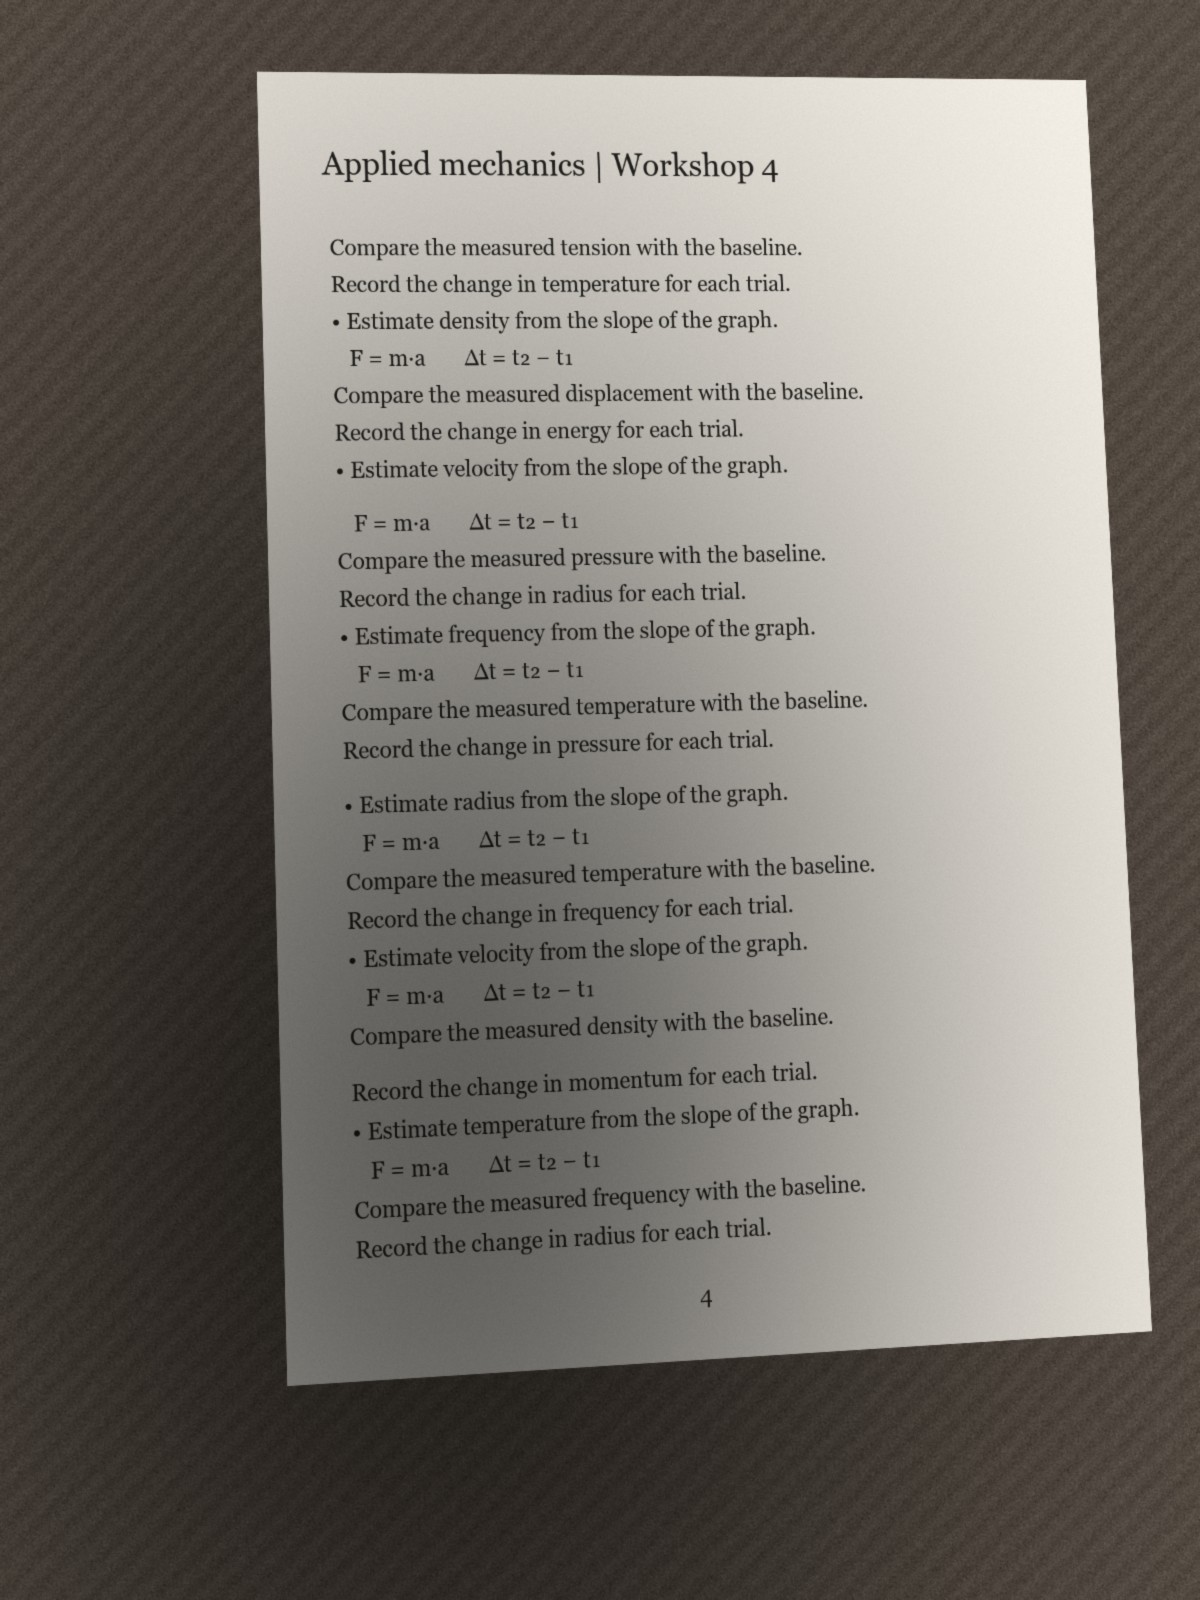 Applied mechanics | Workshop 4
Compare the measured tension with the baseline.
Record the change in temperature for each trial.
• Estimate density from the slope of the graph.
F = m·a  Δt = t2 − t1
Compare the measured displacement with the baseline.
Record the change in energy for each trial.
• Estimate velocity from the slope of the graph.
F = m·a  Δt = t2 − t1
Compare the measured pressure with the baseline.
Record the change in radius for each trial.
• Estimate frequency from the slope of the graph.
F = m·a  Δt = t2 − t1
Compare the measured temperature with the baseline.
Record the change in pressure for each trial.
• Estimate radius from the slope of the graph.
F = m·a  Δt = t2 − t1
Compare the measured temperature with the baseline.
Record the change in frequency for each trial.
• Estimate velocity from the slope of the graph.
F = m·a  Δt = t2 − t1
Compare the measured density with the baseline.
Record the change in momentum for each trial.
• Estimate temperature from the slope of the graph.
F = m·a  Δt = t2 − t1
Compare the measured frequency with the baseline.
Record the change in radius for each trial.
4